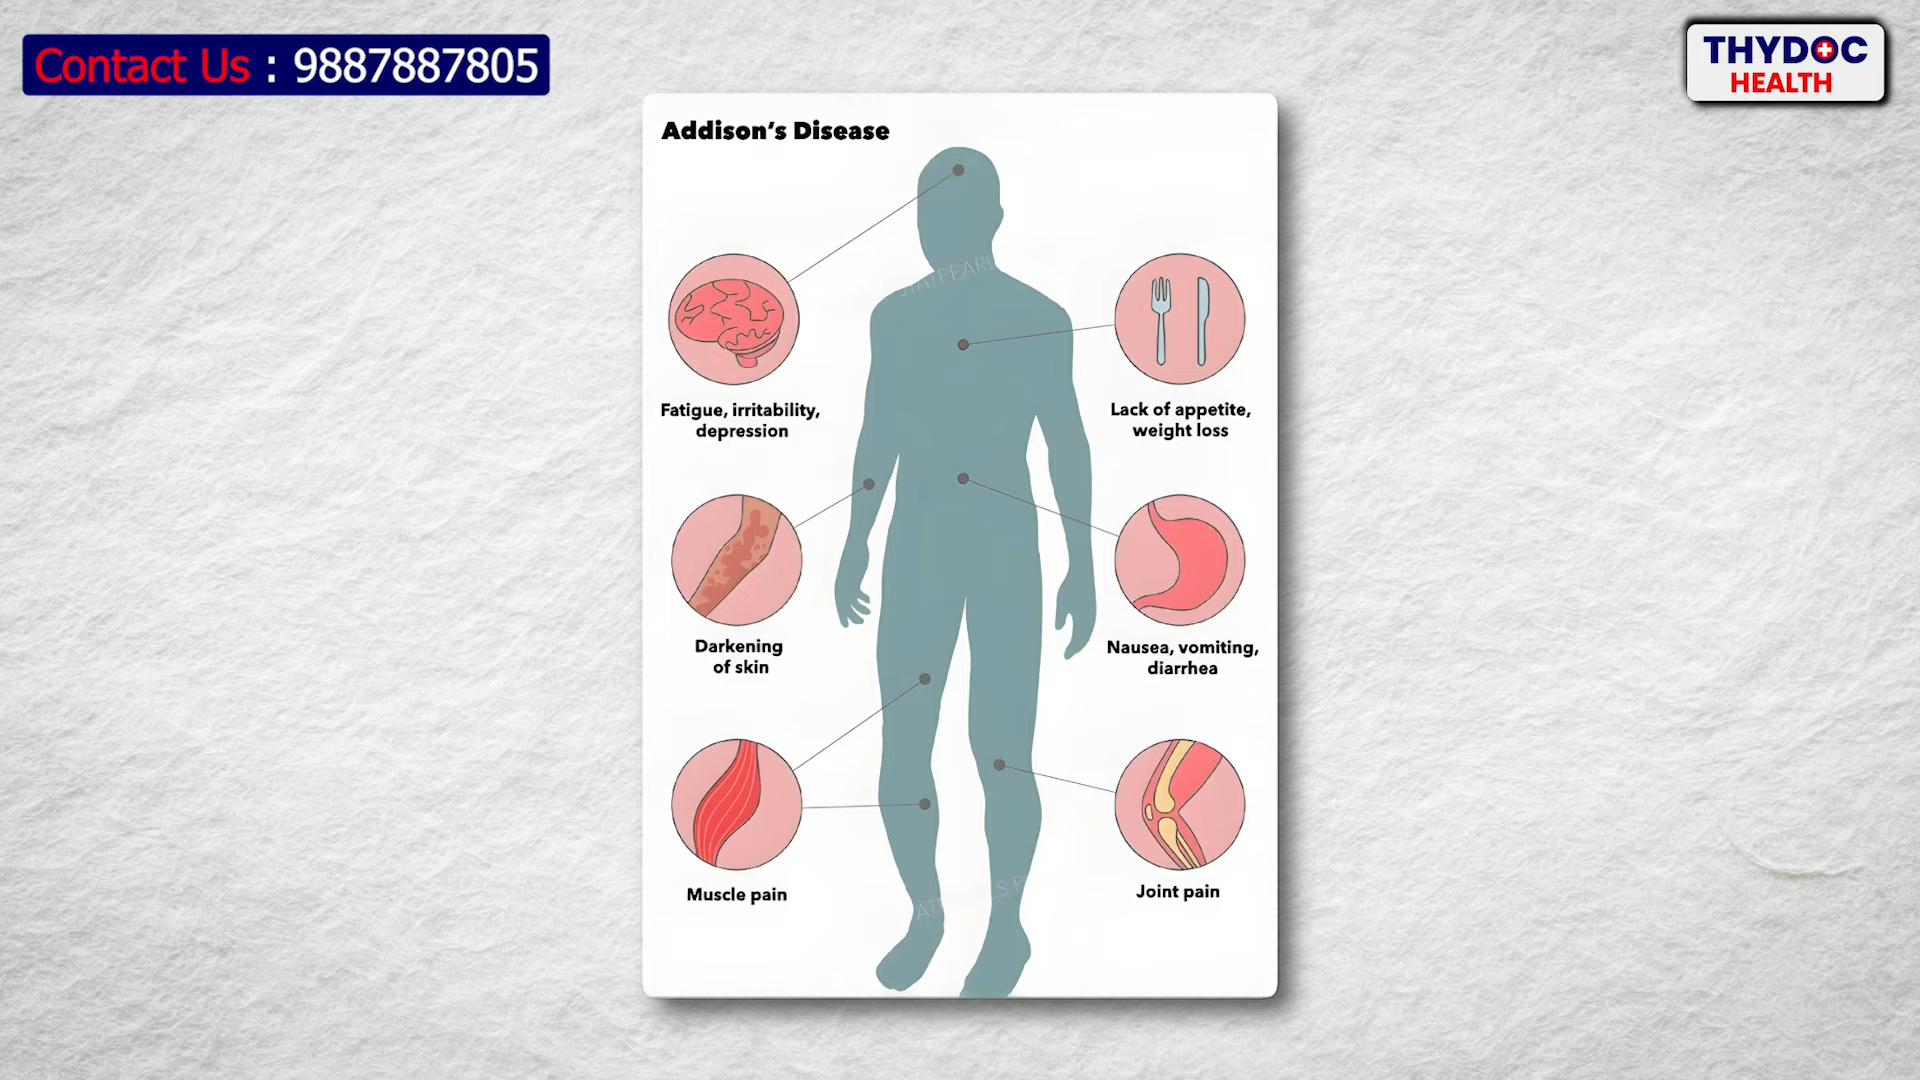 Contact Us : 9887887805
THYDOC
HEALTH
Addison's Disease
Fatigue, irritability,
depression
Lack of appetite,
weight loss
Darkening
of skin
Nausea, vomiting,
diarrhea
Muscle pain
Joint pain